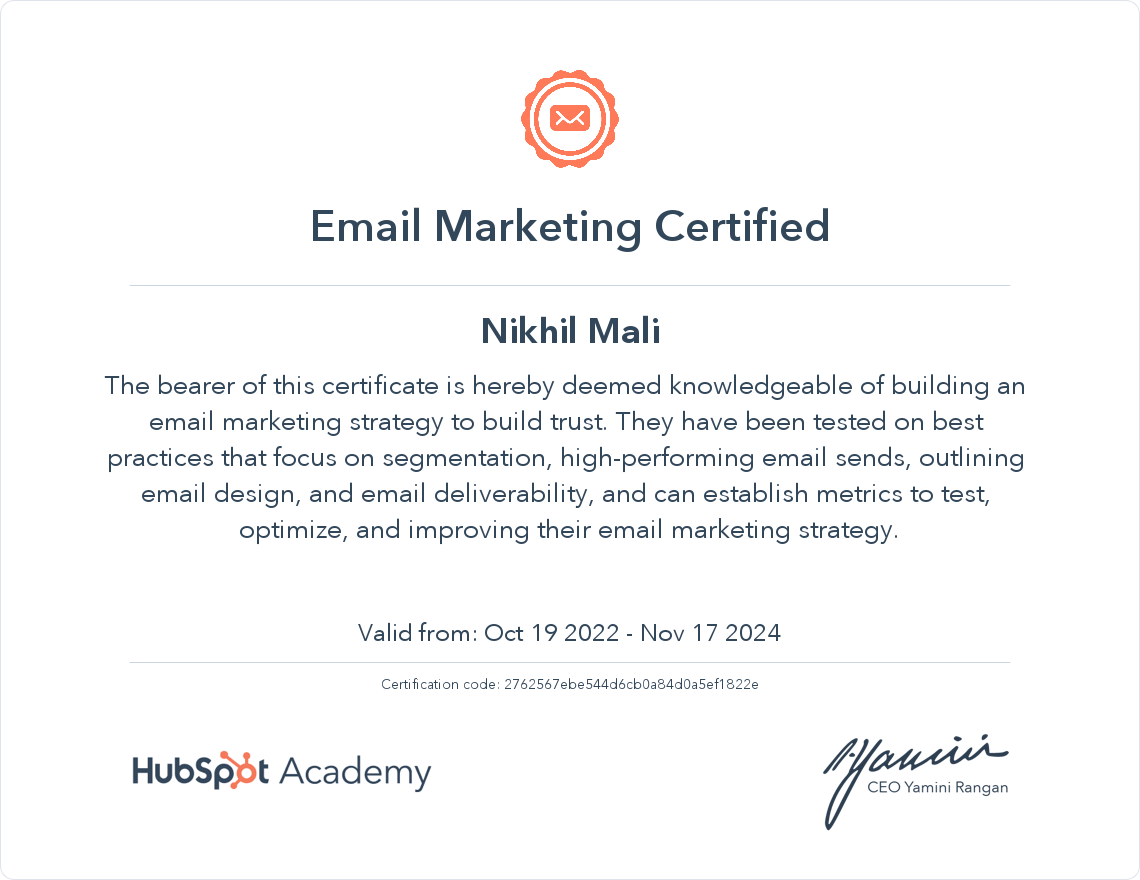 Email Marketing Certified
Nikhil Mali
The bearer of this certificate is hereby deemed knowledgeable of building an
email marketing strategy to build trust. They have been tested on best
practices that focus on segmentation, high-performing email sends, outlining
email design, and email deliverability, and can establish metrics to test,
optimize, and improving their email marketing strategy.
Valid from: Oct 19 2022 - Nov 17 2024
Certification code: 2762567ebe544d6cb0a84d0a5ef1822e
HubSpot Academy
Yamini
CEO Yamini Rangan